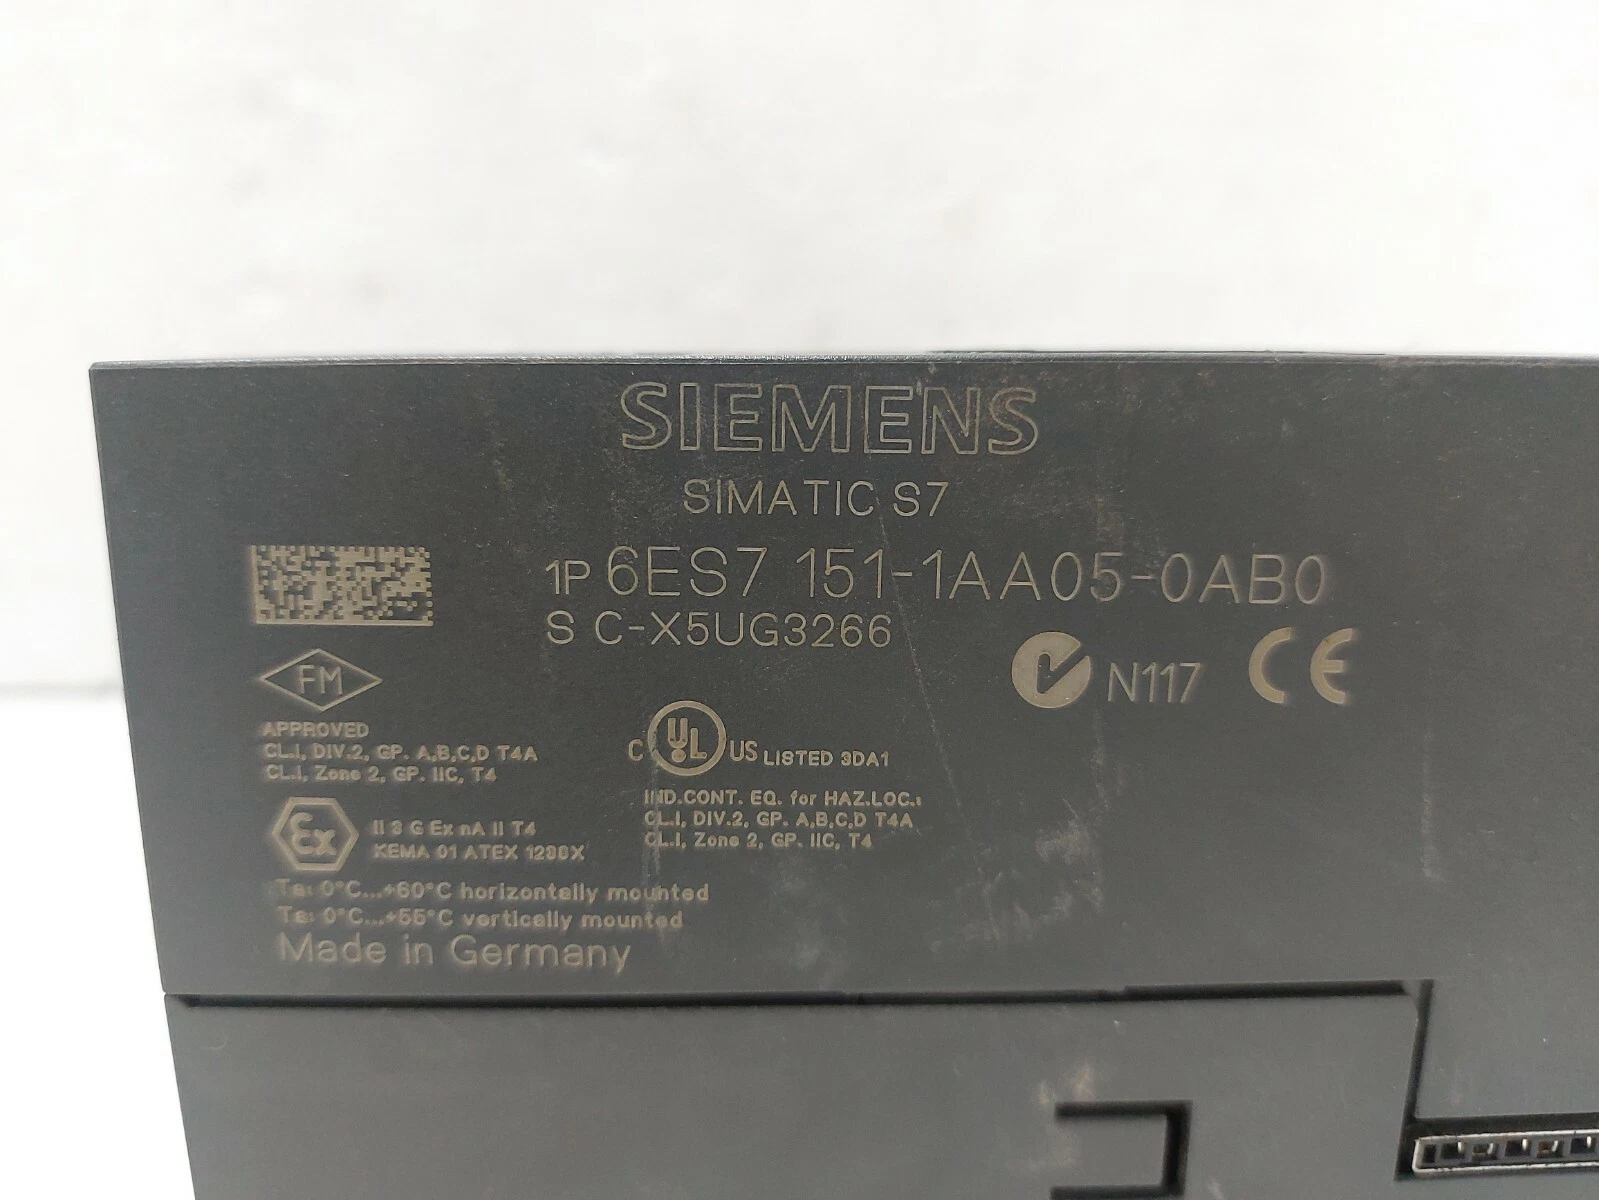 SIEMENS
SIMATIC S7
1P 6ES7 151-1AA05-0AB0
S C-X5UG3266
N117 CE
FM
APPROVED
CL.I, DIV.2, GP. A,B,C,D T4A
CL.I, Zone 2, GP. IIC, T4
C UL US LISTED 3DA1
IND.CONT. EQ. for HAZ.LOC.:
CL.I, DIV.2, GP. A,B,C,D T4A
CL.I, Zone 2, GP. IIC, T4
Ex II 3 G Ex nA II T4
KEMA 01 ATEX
Ta: 0°C...+60°C horizontally mounted
Ta: 0°C...+55°C vertically mounted
Made in Germany